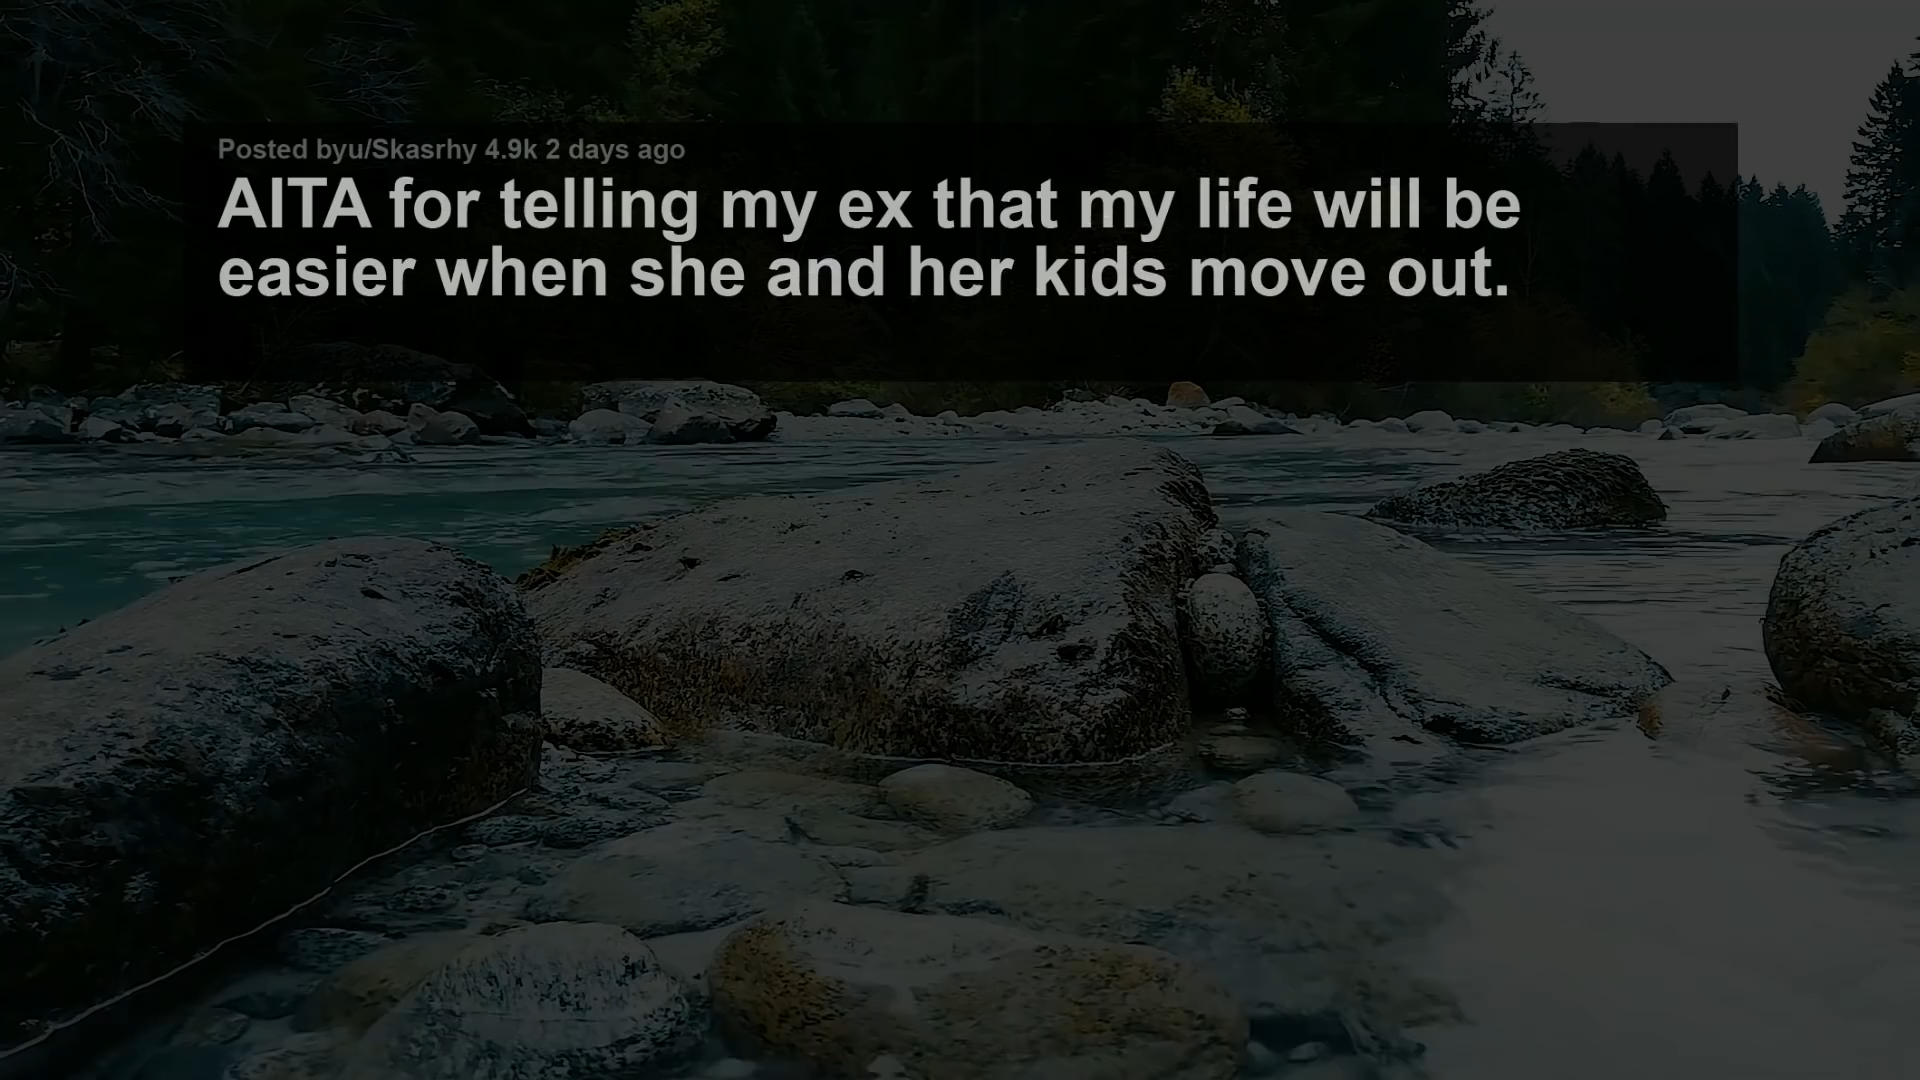 Posted byu/Skasrhy 4.9k 2 days ago
AITA for telling my ex that my life will be
easier when she and her kids move out.